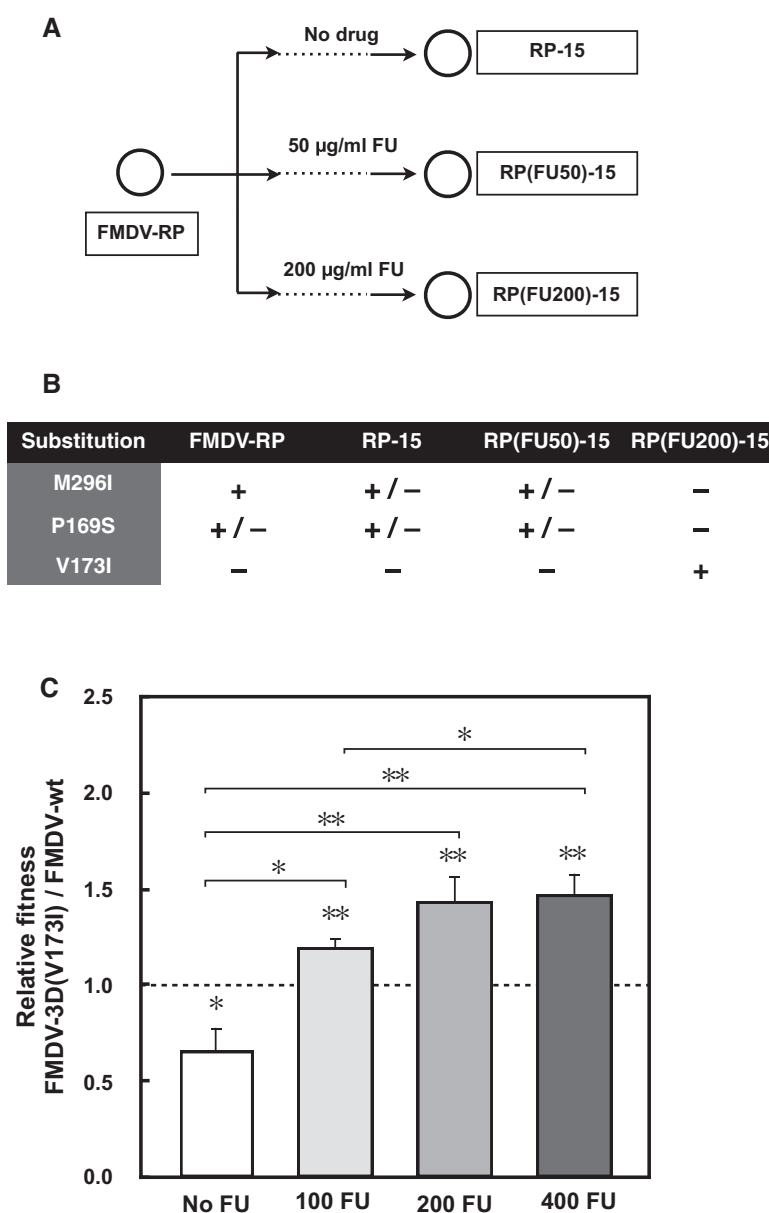 A
No drug
RP-15
50 µg/ml FU
RP(FU50)-15
FMDV-RP
200 µg/ml FU
RP(FU200)-15
B
Substitution FMDV-RP RP-15 RP(FU50)-15 RP(FU200)-15
M296I + + / – + / – –
P169S + / – + / – + / – –
V173I – – – +
C
Relative fitness
FMDV-3D(V173I) / FMDV-wt
2.5
2.0
1.5
1.0
0.5
0.0
*
**
**
*
*
**
**
**
No FU 100 FU 200 FU 400 FU